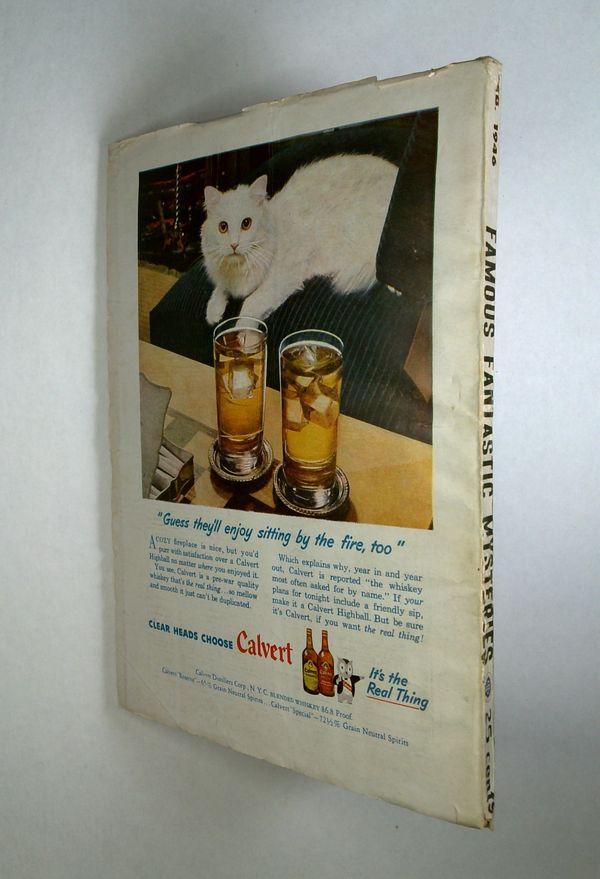 "Guess they'll enjoy sitting by the fire, too"
A COZY fireplace is nice, but you'd
purr with satisfaction over a Calvert
Highball no matter where you enjoyed it.
You see, Calvert is a pre-war quality
whiskey that's the real thing...so mellow
and smooth it just can't be duplicated.
Which explains why, year in and year
out, Calvert is reported "the whiskey
most often asked for by name." If your
plans for tonight include a friendly sip,
make it a Calvert Highball. But be sure
it's Calvert, if you want the real thing!
CLEAR HEADS CHOOSE Calvert
It's the
Real Thing
Calvert Distillers Corp., N. Y. C. BLENDED WHISKEY 86.8 Proof.
Calvert "Reserve"—65% Grain Neutral Spirits...Calvert "Special"—72½% Grain Neutral Spirits
1946 FAMOUS FANTASTIC MYSTERIES 25 cents